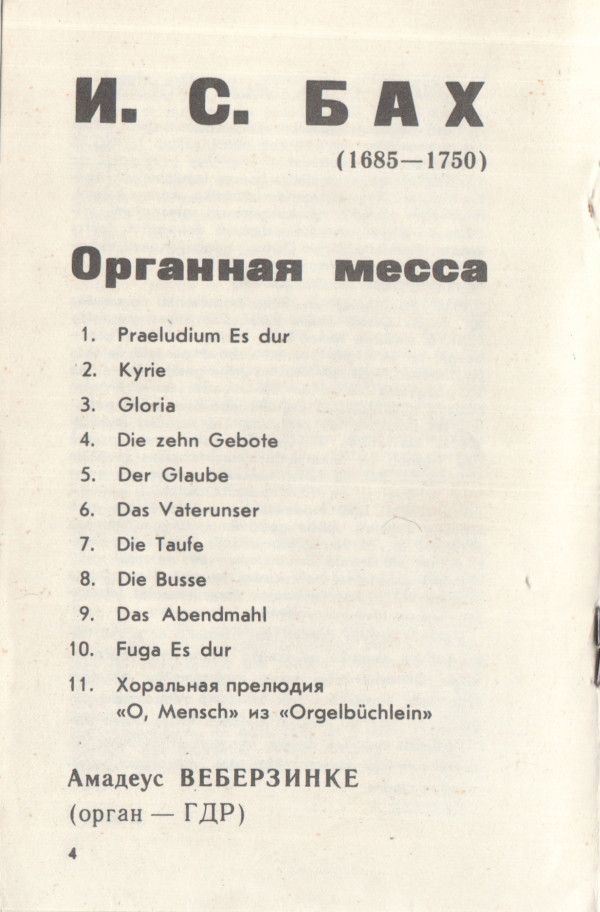 И. С. БАХ
(1685—1750)
Органная месса
1. Praeludium Es dur
2. Kyrie
3. Gloria
4. Die zehn Gebote
5. Der Glaube
6. Das Vaterunser
7. Die Taufe
8. Die Busse
9. Das Abendmahl
10. Fuga Es dur
11. Хоральная прелюдия
«O, Mensch» из «Orgelbüchlein»
Амадеус ВЕБЕРЗИНКЕ
(орган — ГДР)
4